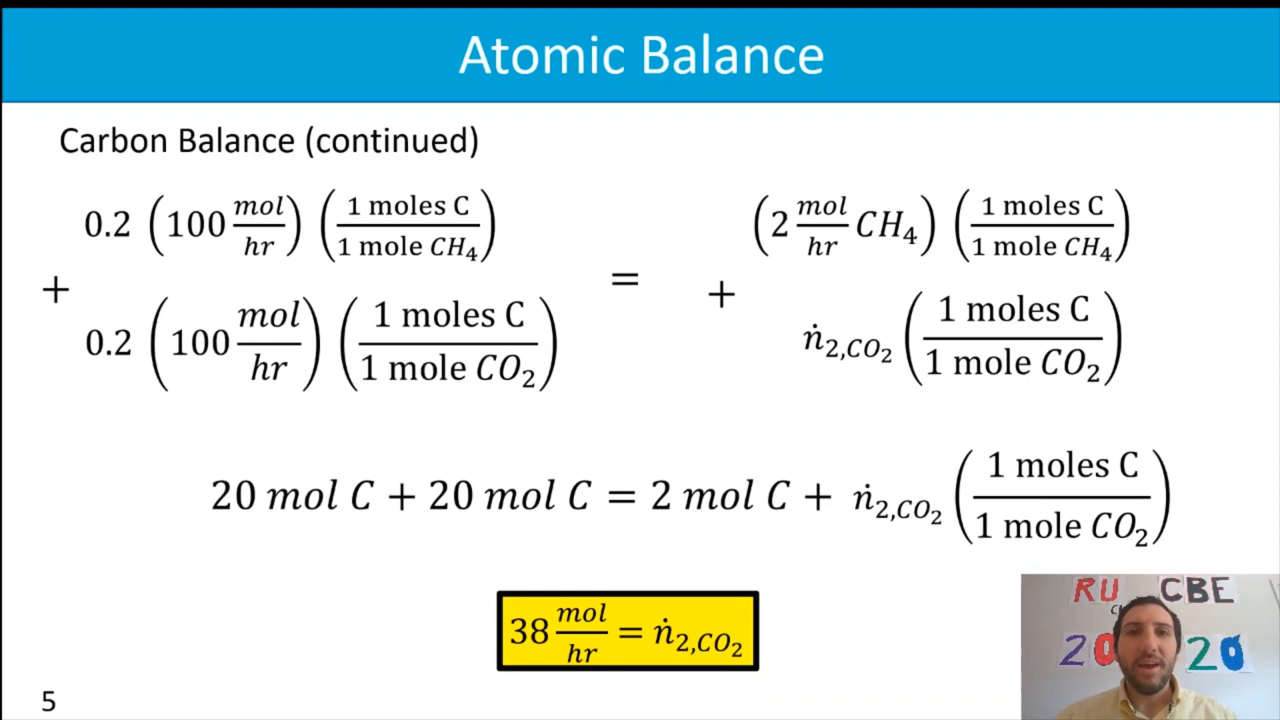 Atomic Balance
Carbon Balance (continued)
0.2 (100 mol/hr) (1 moles C/1 mole CH₄) = (2 mol/hr CH₄) (1 moles C/1 mole CH₄)
+ +
0.2 (100 mol/hr) (1 moles C/1 mole CO₂) ṅ₂,CO₂ (1 moles C/1 mole CO₂)
20 mol C + 20 mol C = 2 mol C + ṅ₂,CO₂ (1 moles C/1 mole CO₂)
38 mol/hr = ṅ₂,CO₂
RU CBE
20 20
5